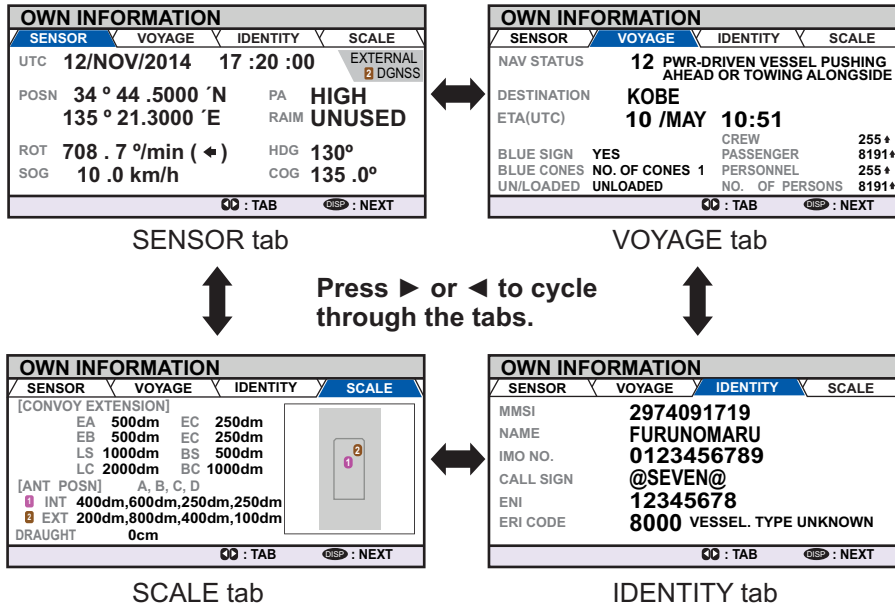 OWN INFORMATION
SENSOR VOYAGE IDENTITY SCALE
UTC 12/NOV/2014 17 :20 :00 EXTERNAL
2 DGNSS
POSN 34 º 44 .5000 ´N PA HIGH
135 º 21.3000 ´E RAIM UNUSED
ROT 708 . 7 º/min ( ← ) HDG 130º
SOG 10 .0 km/h COG 135 .0º
◀▶ : TAB DISP : NEXT
SENSOR tab
OWN INFORMATION
SENSOR VOYAGE IDENTITY SCALE
NAV STATUS 12 PWR-DRIVEN VESSEL PUSHING
AHEAD OR TOWING ALONGSIDE
DESTINATION KOBE
ETA(UTC) 10 /MAY 10:51
CREW 255↑
BLUE SIGN YES PASSENGER 8191↑
BLUE CONES NO. OF CONES 1 PERSONNEL 255↑
UN/LOADED UNLOADED NO. OF PERSONS 8191↑
◀▶ : TAB DISP : NEXT
VOYAGE tab
Press ► or ◄ to cycle
through the tabs.
OWN INFORMATION
SENSOR VOYAGE IDENTITY SCALE
[CONVOY EXTENSION]
EA 500dm EC 250dm
EB 500dm EC 250dm
LS 1000dm BS 500dm
LC 2000dm BC 1000dm
[ANT POSN] A, B, C, D
1 INT 400dm,600dm,250dm,250dm
2 EXT 200dm,800dm,400dm,100dm
DRAUGHT 0cm
2
1
◀▶ : TAB DISP : NEXT
SCALE tab
OWN INFORMATION
SENSOR VOYAGE IDENTITY SCALE
MMSI 2974091719
NAME FURUNOMARU
IMO NO. 0123456789
CALL SIGN @SEVEN@
ENI 12345678
ERI CODE 8000 VESSEL. TYPE UNKNOWN
◀▶ : TAB DISP : NEXT
IDENTITY tab